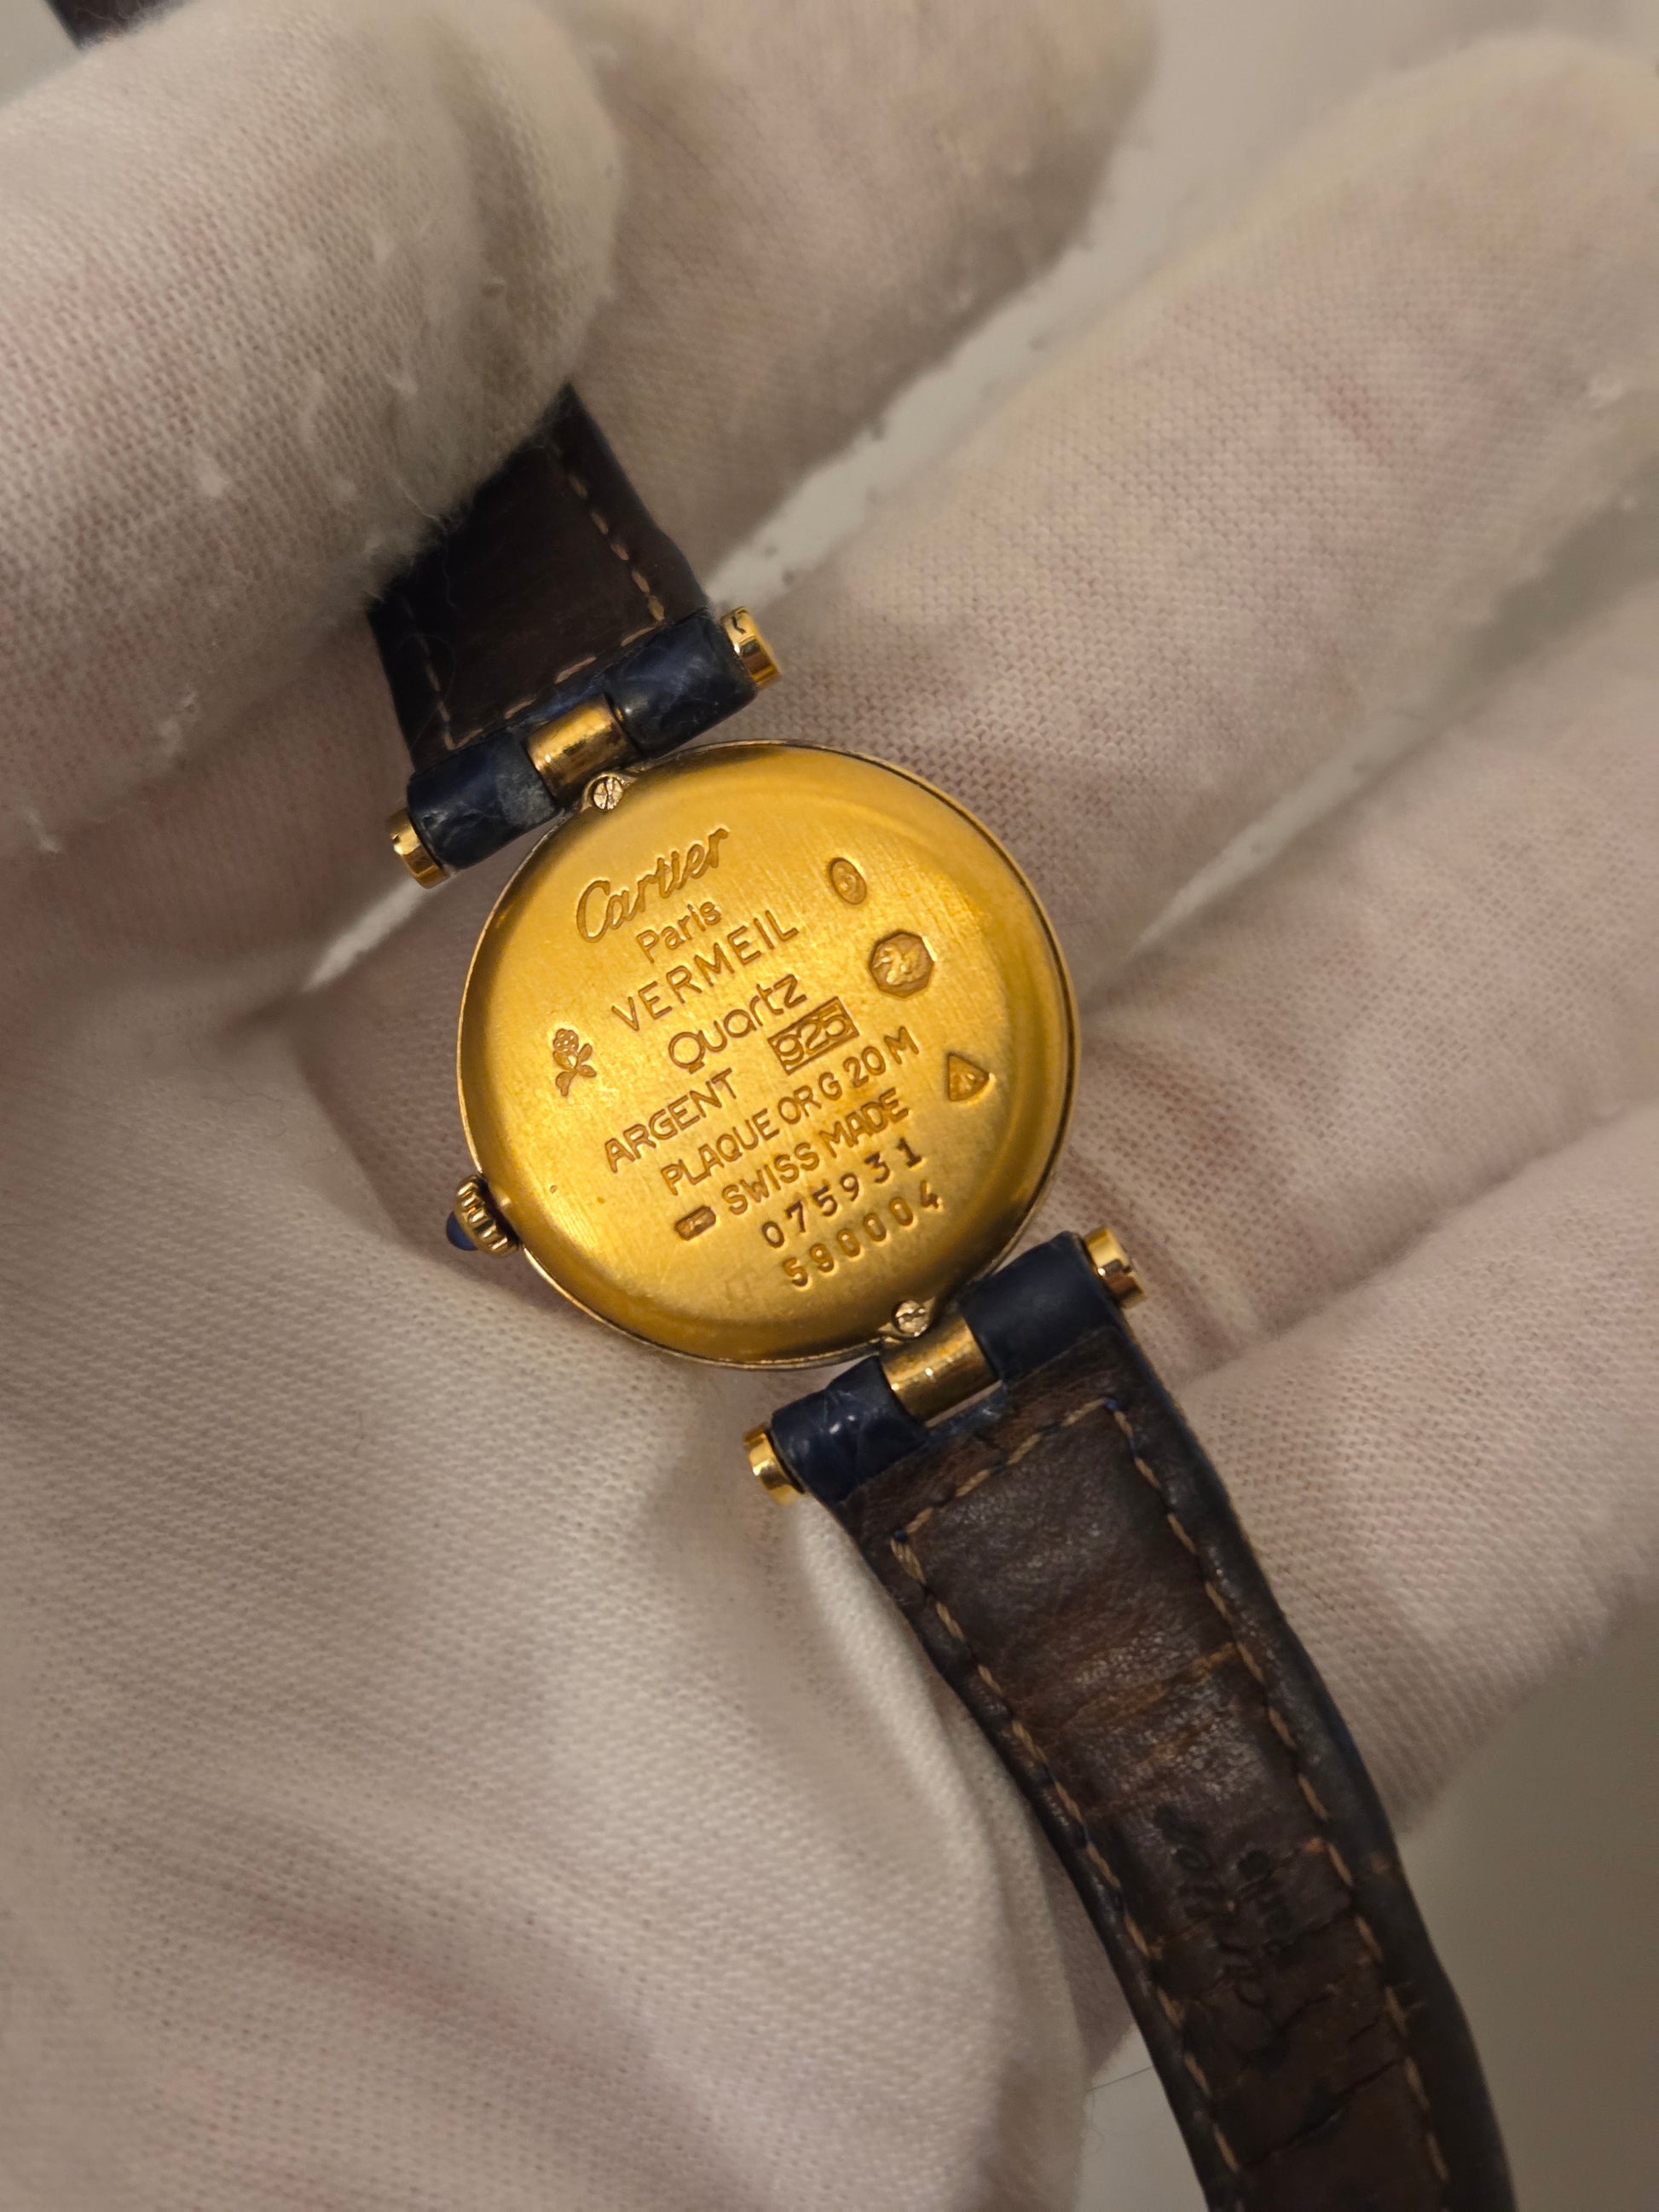 Cartier
Paris
VERMEIL
Quartz
ARGENT 925
PLAQUE OR G 20 M
SWISS MADE
075931
590004